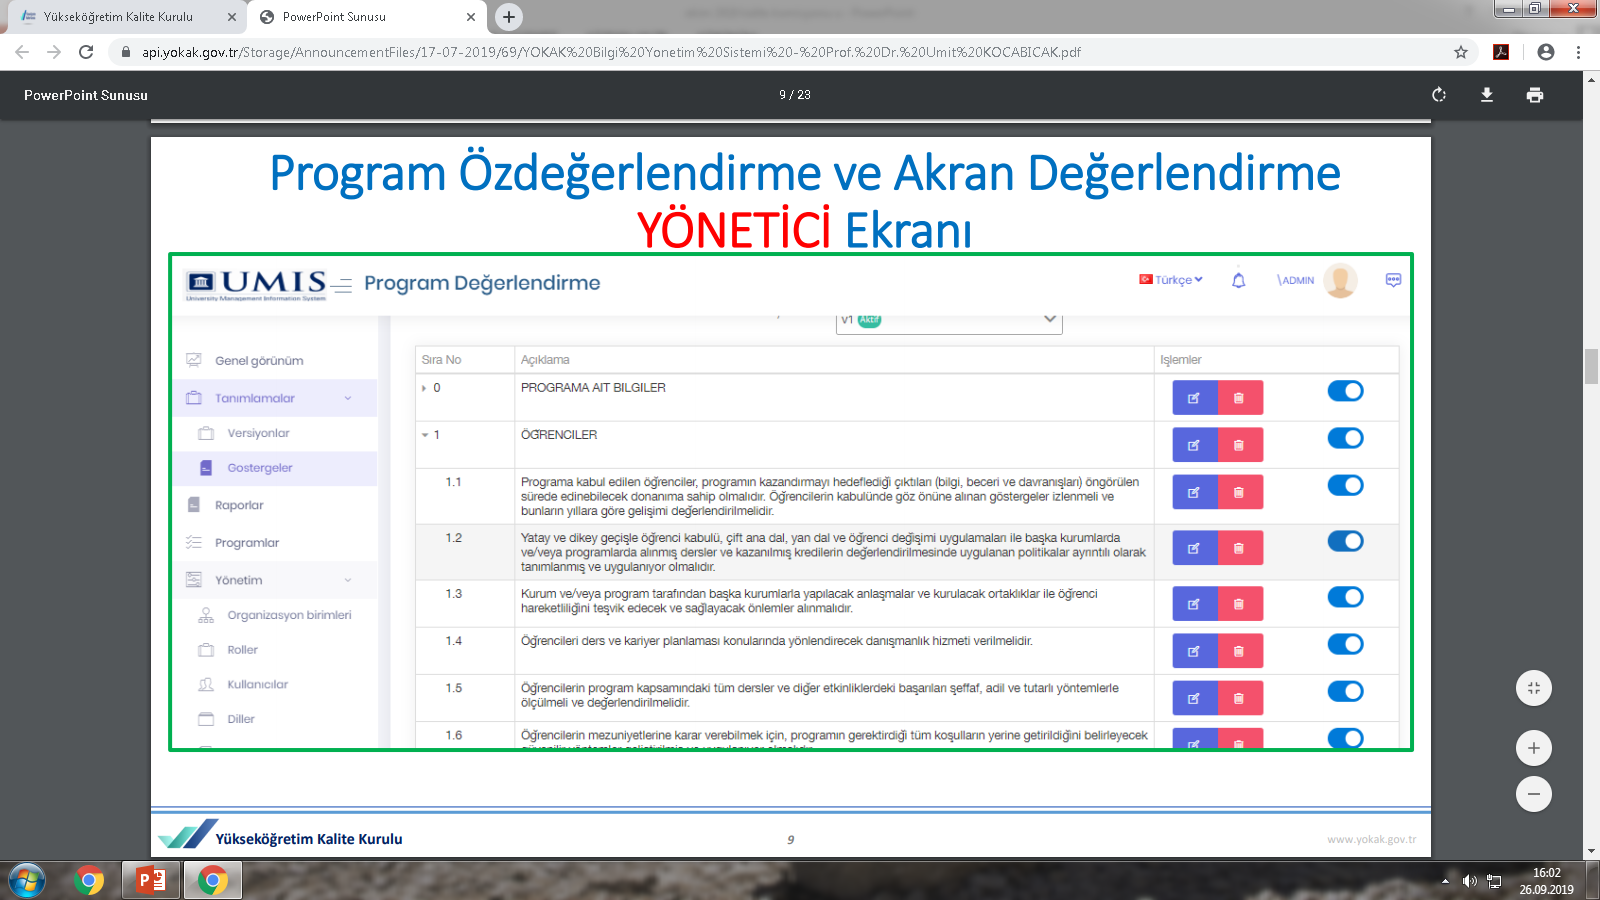 Yükseköğretim Kalite Kurulu
PowerPoint Sunusu
api.yokak.gov.tr/Storage/AnnouncementFiles/17-07-2019/69/YOKAK%20Bilgi%20Yonetim%20Sistemi%20-%20Prof.%20Dr.%20Umit%20KOCABICAK.pdf
PowerPoint Sunusu
9 / 23
Program Özdeğerlendirme ve Akran Değerlendirme
YÖNETİCİ Ekranı
UMIS
University Management Information System
Program Değerlendirme
Türkçe
\ADMIN
v1 Aktif
Genel görünüm
Tanımlamalar
Versiyonlar
Gostergeler
Raporlar
Programlar
Yönetim
Organizasyon birimleri
Roller
Kullanıcılar
Diller
Sıra No Açıklama İşlemler
0 PROGRAMA AIT BILGILER
1 ÖĞRENCILER
1.1 Programa kabul edilen öğrenciler, programın kazandırmayı hedeflediği çıktıları (bilgi, beceri ve davranışları) öngörülen
sürede edinebilecek donanıma sahip olmalıdır. Öğrencilerin kabulünde göz önüne alınan göstergeler izlenmeli ve
bunların yıllara göre gelişimi değerlendirilmelidir.
1.2 Yatay ve dikey geçişle öğrenci kabulü, çift ana dal, yan dal ve öğrenci değişimi uygulamaları ile başka kurumlarda
ve/veya programlarda alınmış dersler ve kazanılmış kredilerin değerlendirilmesinde uygulanan politikalar ayrıntılı olarak
tanımlanmış ve uygulanıyor olmalıdır.
1.3 Kurum ve/veya program tarafından başka kurumlarla yapılacak anlaşmalar ve kurulacak ortaklıklar ile öğrenci
hareketliliğini teşvik edecek ve sağlayacak önlemler alınmalıdır.
1.4 Öğrencileri ders ve kariyer planlaması konularında yönlendirecek danışmanlık hizmeti verilmelidir.
1.5 Öğrencilerin program kapsamındaki tüm dersler ve diğer etkinliklerdeki başarıları şeffaf, adil ve tutarlı yöntemlerle
ölçülmeli ve değerlendirilmelidir.
1.6 Öğrencilerin mezuniyetlerine karar verebilmek için, programın gerektirdiği tüm koşulların yerine getirildiğini belirleyecek
Yükseköğretim Kalite Kurulu
9
www.yokak.gov.tr
16:02
26.09.2019